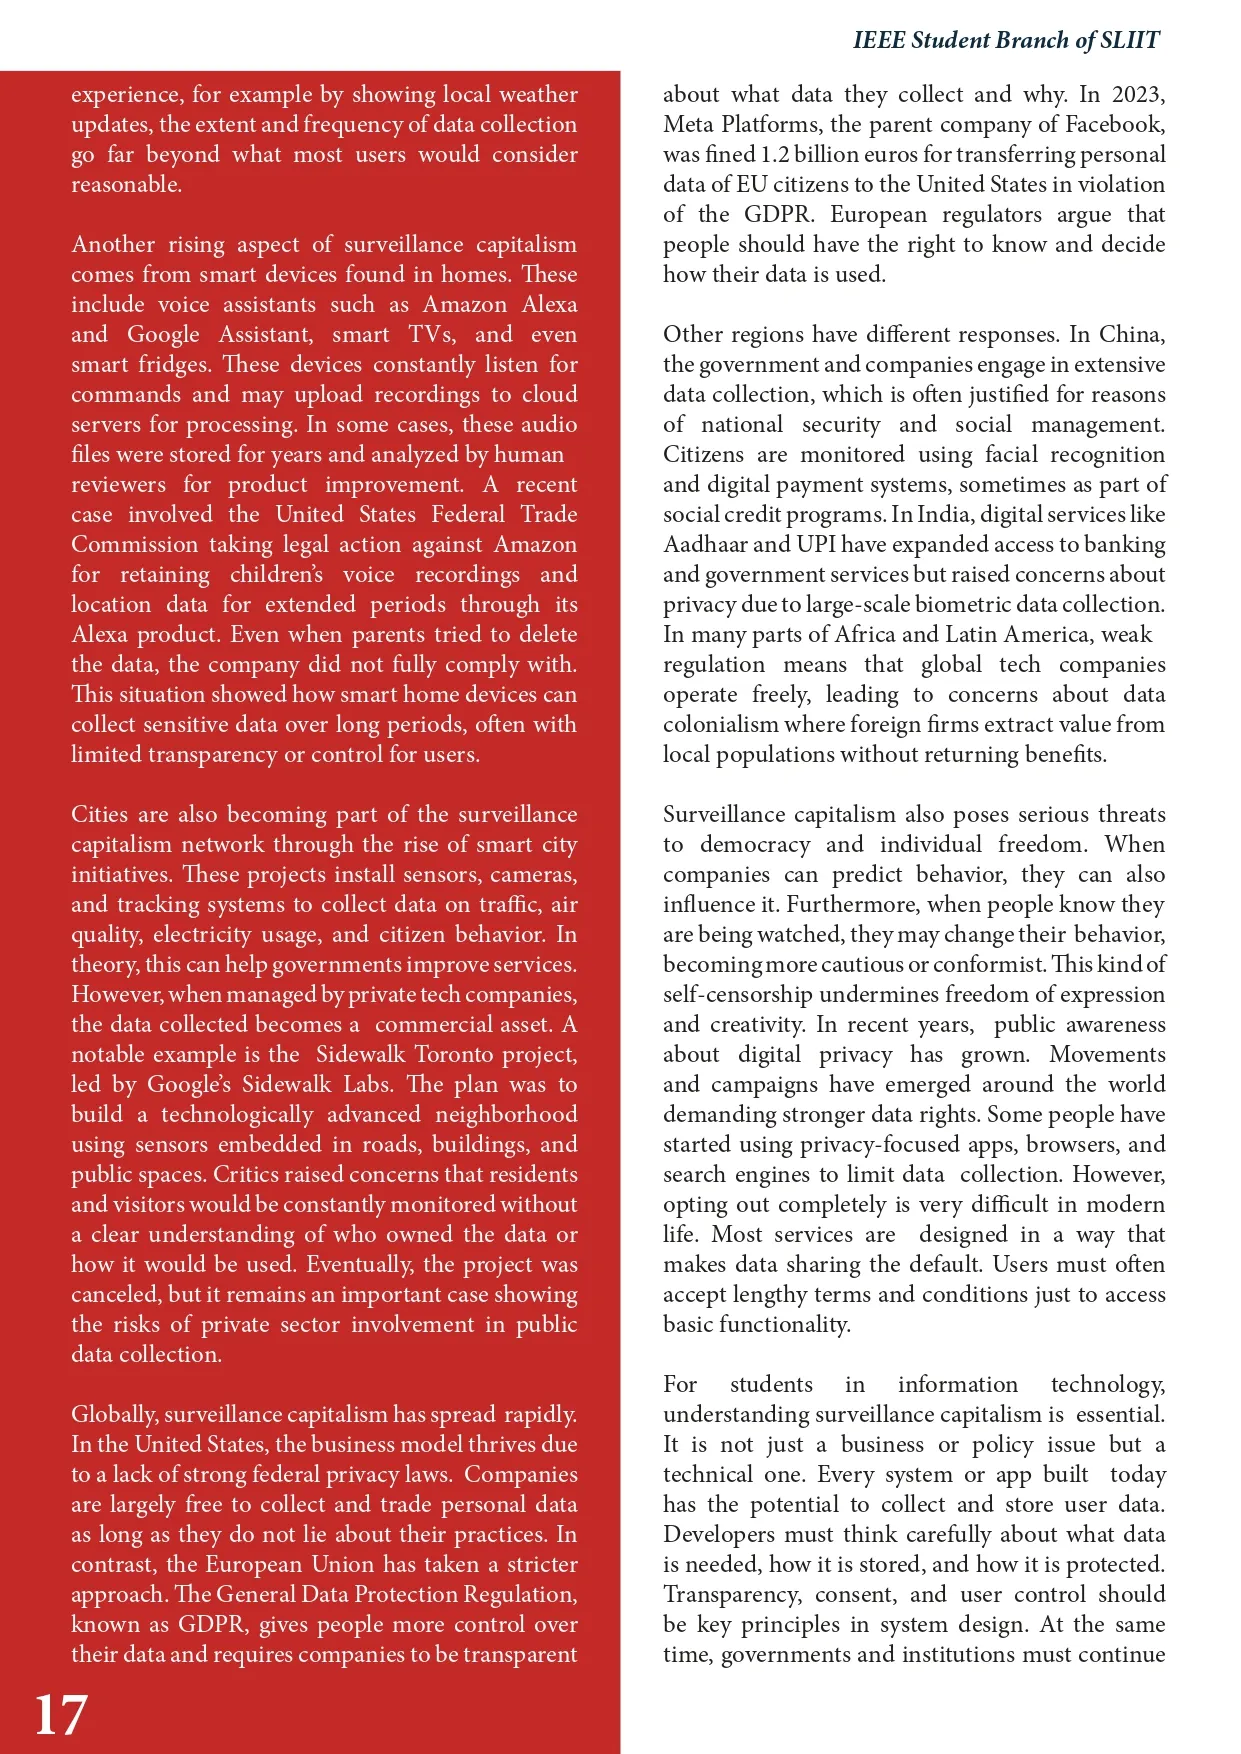 IEEE Student Branch of SLIIT
experience, for example by showing local weather
updates, the extent and frequency of data collection
go far beyond what most users would consider
reasonable.
Another rising aspect of surveillance capitalism
comes from smart devices found in homes. These
include voice assistants such as Amazon Alexa
and Google Assistant, smart TVs, and even
smart fridges. These devices constantly listen for
commands and may upload recordings to cloud
servers for processing. In some cases, these audio
files were stored for years and analyzed by human
reviewers for product improvement. A recent
case involved the United States Federal Trade
Commission taking legal action against Amazon
for retaining children's voice recordings and
location data for extended periods through its
Alexa product. Even when parents tried to delete
the data, the company did not fully comply with.
This situation showed how smart home devices can
collect sensitive data over long periods, often with
limited transparency or control for users.
Cities are also becoming part of the surveillance
capitalism network through the rise of smart city
initiatives. These projects install sensors, cameras,
and tracking systems to collect data on traffic, air
quality, electricity usage, and citizen behavior. In
theory, this can help governments improve services.
However, when managed by private tech companies,
the data collected becomes a commercial asset. A
notable example is the Sidewalk Toronto project,
led by Google's Sidewalk Labs. The plan was to
build a technologically advanced neighborhood
using sensors embedded in roads, buildings, and
public spaces. Critics raised concerns that residents
and visitors would be constantly monitored without
a clear understanding of who owned the data or
how it would be used. Eventually, the project was
canceled, but it remains an important case showing
the risks of private sector involvement in public
data collection.
Globally, surveillance capitalism has spread rapidly.
In the United States, the business model thrives due
to a lack of strong federal privacy laws. Companies
are largely free to collect and trade personal data
as long as they do not lie about their practices. In
contrast, the European Union has taken a stricter
approach. The General Data Protection Regulation,
known as GDPR, gives people more control over
their data and requires companies to be transparent
about what data they collect and why. In 2023,
Meta Platforms, the parent company of Facebook,
was fined 1.2 billion euros for transferring personal
data of EU citizens to the United States in violation
of the GDPR. European regulators argue that
people should have the right to know and decide
how their data is used.
Other regions have different responses. In China,
the government and companies engage in extensive
data collection, which is often justified for reasons
of national security and social management.
Citizens are monitored using facial recognition
and digital payment systems, sometimes as part of
social credit programs. In India, digital services like
Aadhaar and UPI have expanded access to banking
and government services but raised concerns about
privacy due to large-scale biometric data collection.
In many parts of Africa and Latin America, weak
regulation means that global tech companies
operate freely, leading to concerns about data
colonialism where foreign firms extract value from
local populations without returning benefits.
Surveillance capitalism also poses serious threats
to democracy and individual freedom. When
companies can predict behavior, they can also
influence it. Furthermore, when people know they
are being watched, they may change their behavior,
becoming more cautious or conformist. This kind of
self-censorship undermines freedom of expression
and creativity. In recent years, public awareness
about digital privacy has grown. Movements
and campaigns have emerged around the world
demanding stronger data rights. Some people have
started using privacy-focused apps, browsers, and
search engines to limit data collection. However,
opting out completely is very difficult in modern
life. Most services are designed in a way that
makes data sharing the default. Users must often
accept lengthy terms and conditions just to access
basic functionality.
For students in information technology,
understanding surveillance capitalism is essential.
It is not just a business or policy issue but a
technical one. Every system or app built today
has the potential to collect and store user data.
Developers must think carefully about what data
is needed, how it is stored, and how it is protected.
Transparency, consent, and user control should
be key principles in system design. At the same
time, governments and institutions must continue
17